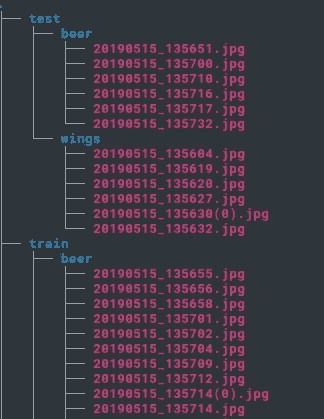 test
beer
20190515_135651.jpg
20190515_135700.jpg
20190515_135710.jpg
20190515_135716.jpg
20190515_135717.jpg
20190515_135732.jpg
wings
20190515_135604.jpg
20190515_135619.jpg
20190515_135620.jpg
20190515_135627.jpg
20190515_135630(0).jpg
20190515_135632.jpg
train
beer
20190515_135655.jpg
20190515_135656.jpg
20190515_135658.jpg
20190515_135701.jpg
20190515_135702.jpg
20190515_135704.jpg
20190515_135709.jpg
20190515_135712.jpg
20190515_135714(0).jpg
20190515_135714.jpg